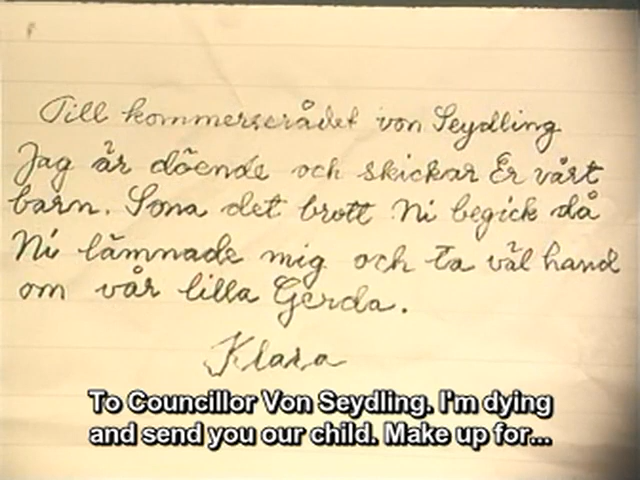 Till kommerserådet von Seydling
Jag är döende och skickar Er vårt
barn. Sona det brott Ni begick då
Ni lämnade mig och ta väl hand
om vår lilla Gerda.
Klara
To Councillor Von Seydling. I'm dying
and send you our child. Make up for...